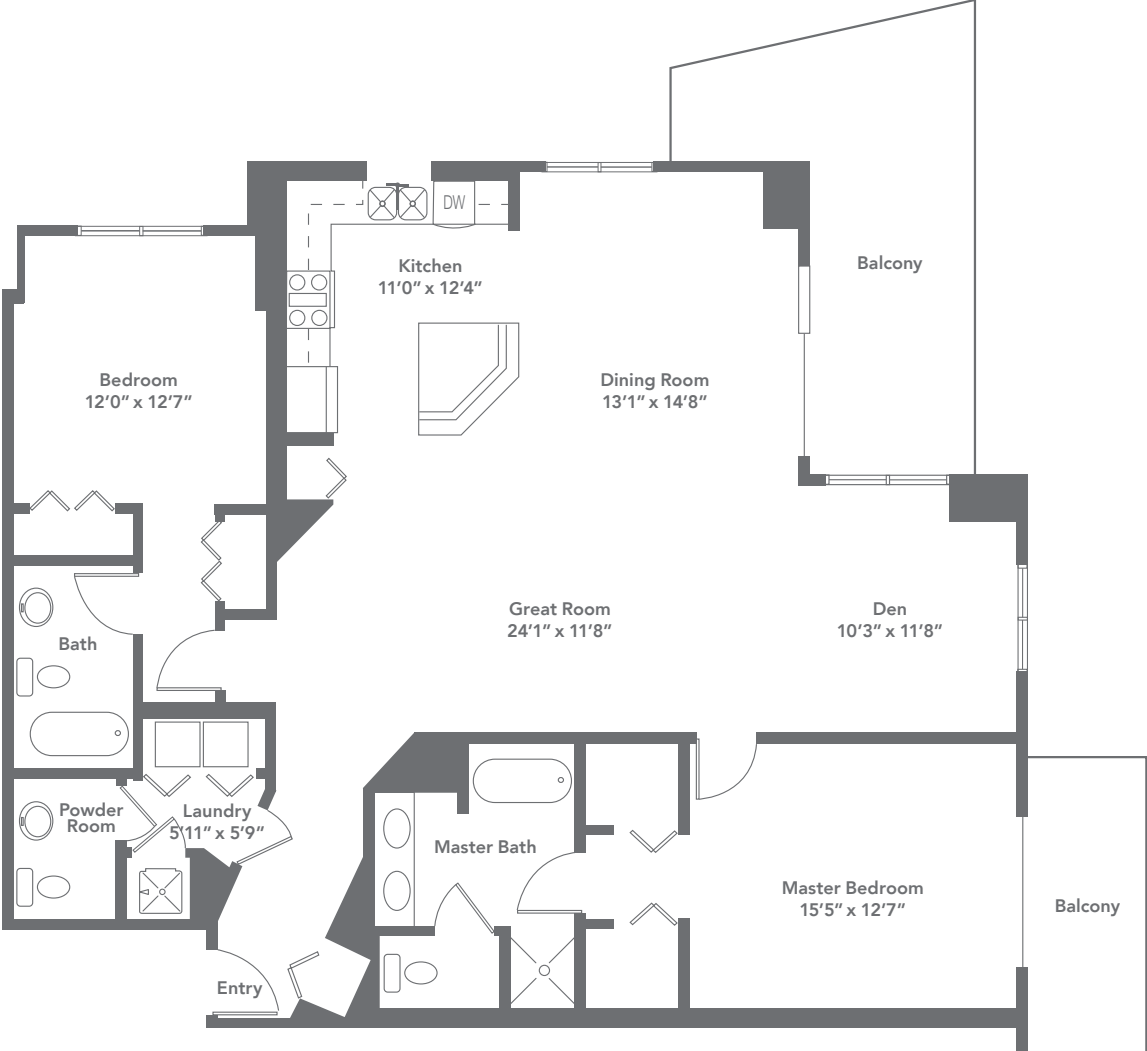 DW
Kitchen
11’0” x 12’4”
Balcony
Bedroom
12’0” x 12’7”
Dining Room
13’1” x 14’8”
Great Room
24’1” x 11’8”
Den
10’3” x 11’8”
Bath
Powder
Room
Laundry
5’11” x 5’9”
Master Bath
Master Bedroom
15’5” x 12’7”
Balcony
Entry